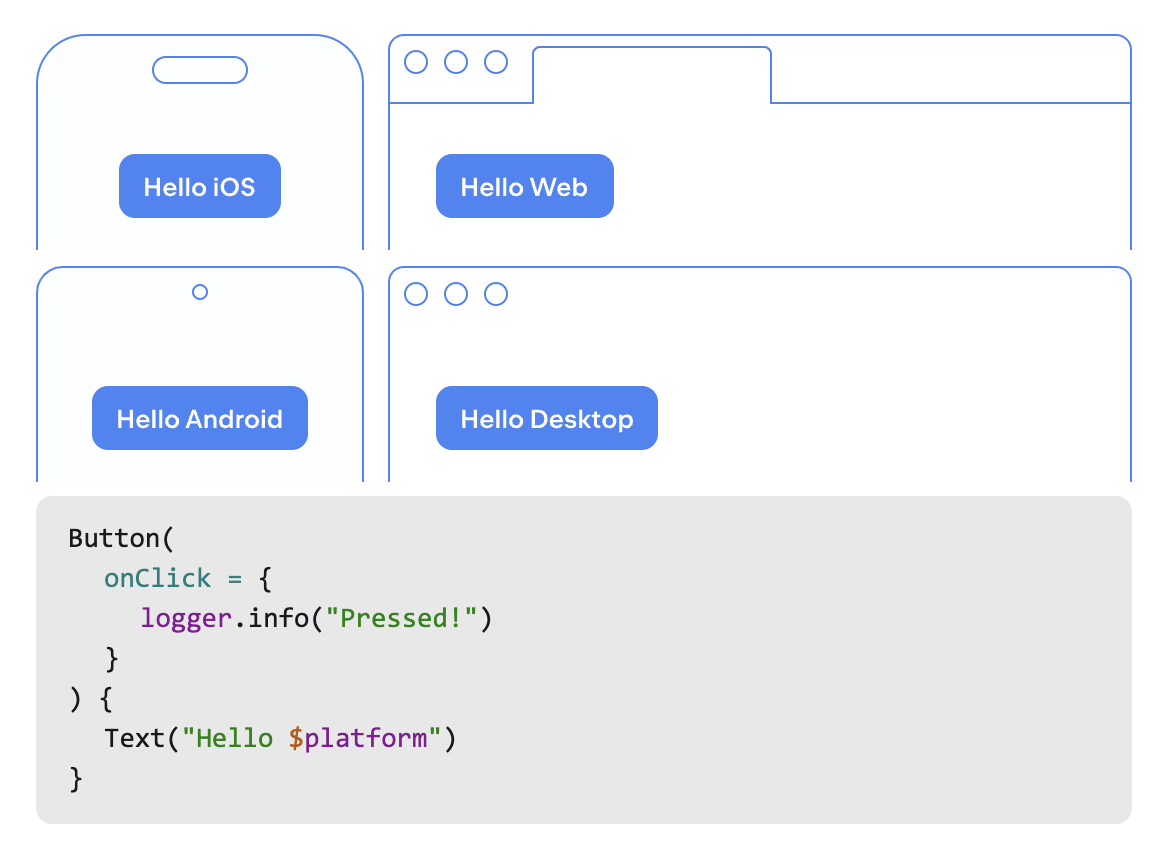 Hello iOS
Hello Web
Hello Android
Hello Desktop
Button(
onClick = {
logger.info("Pressed!")
}
) {
Text("Hello $platform")
}